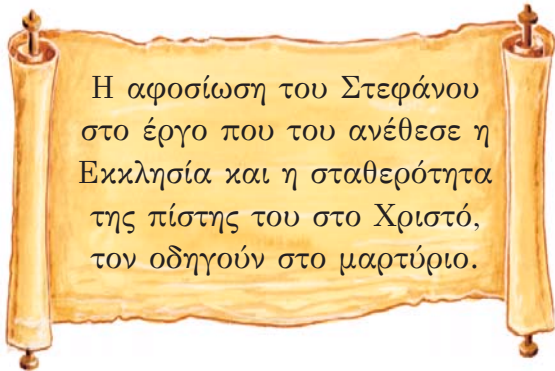 Η αφοσίωση του Στεφάνου
στο έργο που του ανέθεσε η
Εκκλησία και η σταθερότητα
της πίστης του στο Χριστό,
τον οδηγούν στο μαρτύριο.